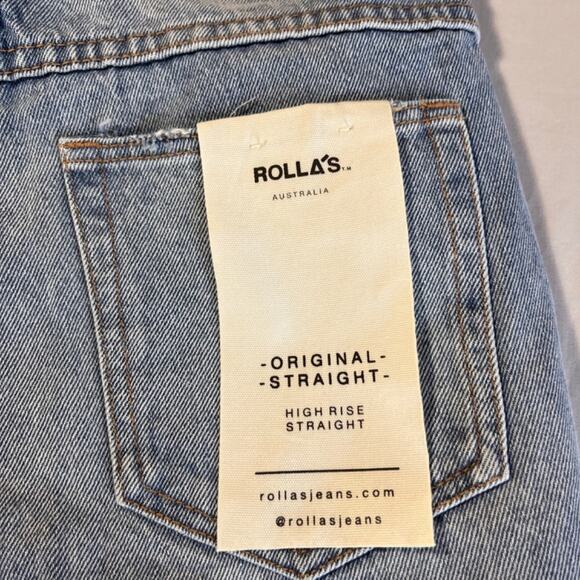 ROLLA'S™
AUSTRALIA
-ORIGINAL-
-STRAIGHT-
HIGH RISE
STRAIGHT
rollasjeans.com
@rollasjeans